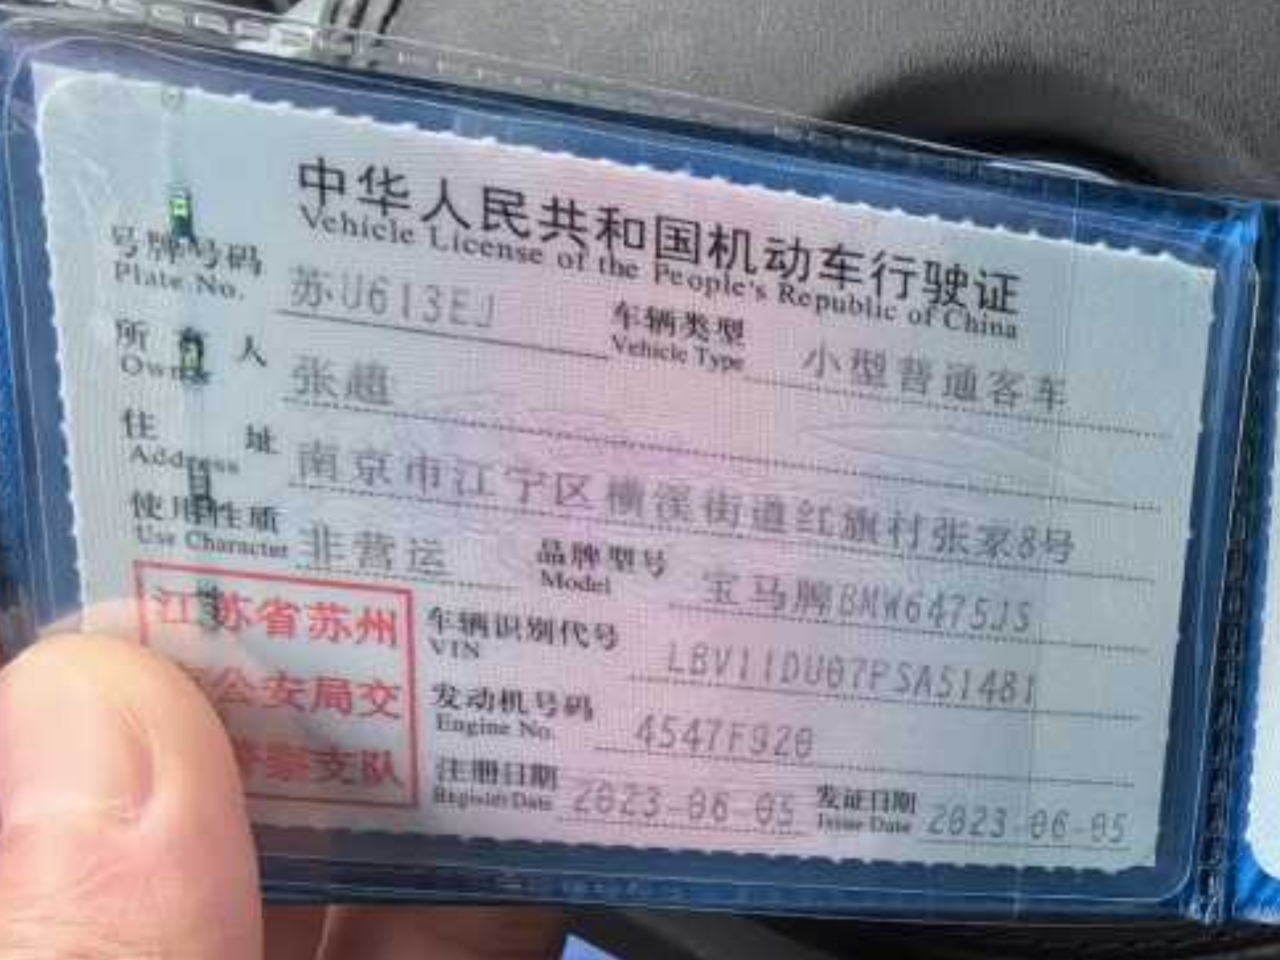 中华人民共和国机动车行驶证
Vehicle License of the People's Republic of China
号牌号码 苏U613EJ 车辆类型 小型普通客车
Plate No. Vehicle Type
所有人 张超
Owner
住址 南京市江宁区横溪街道红旗村张家8号
Address
使用性质 非营运 品牌型号 宝马牌BMW6475JS
Use Character Model
江苏省苏州 车辆识别代号 LBV11DU07PSA51481
VIN
公安局交 发动机号码 4547F920
Engine No.
警察支队 注册日期 2023-06-05 发证日期 2023-06-05
Register Date Issue Date